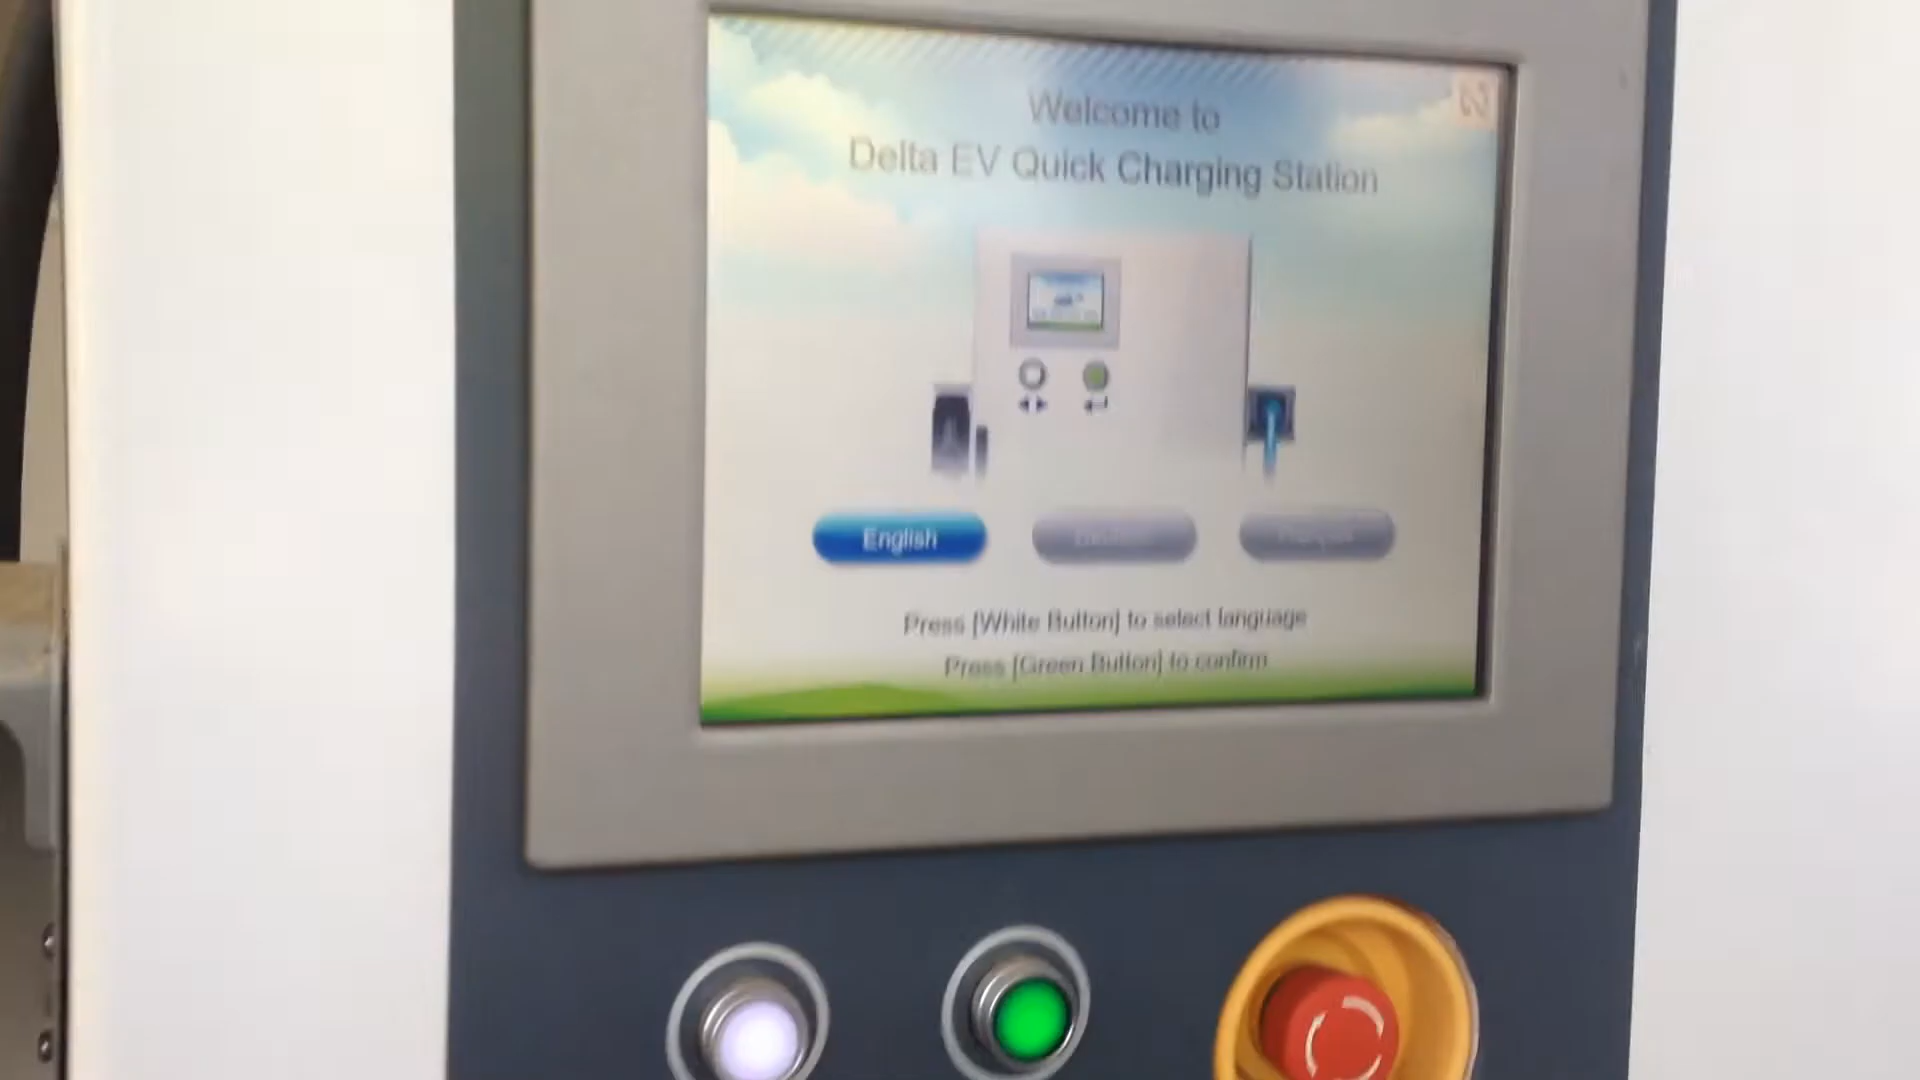 Welcome to
Delta EV Quick Charging Station
English
Français
Press [White Button] to select language
Press [Green Button] to confirm